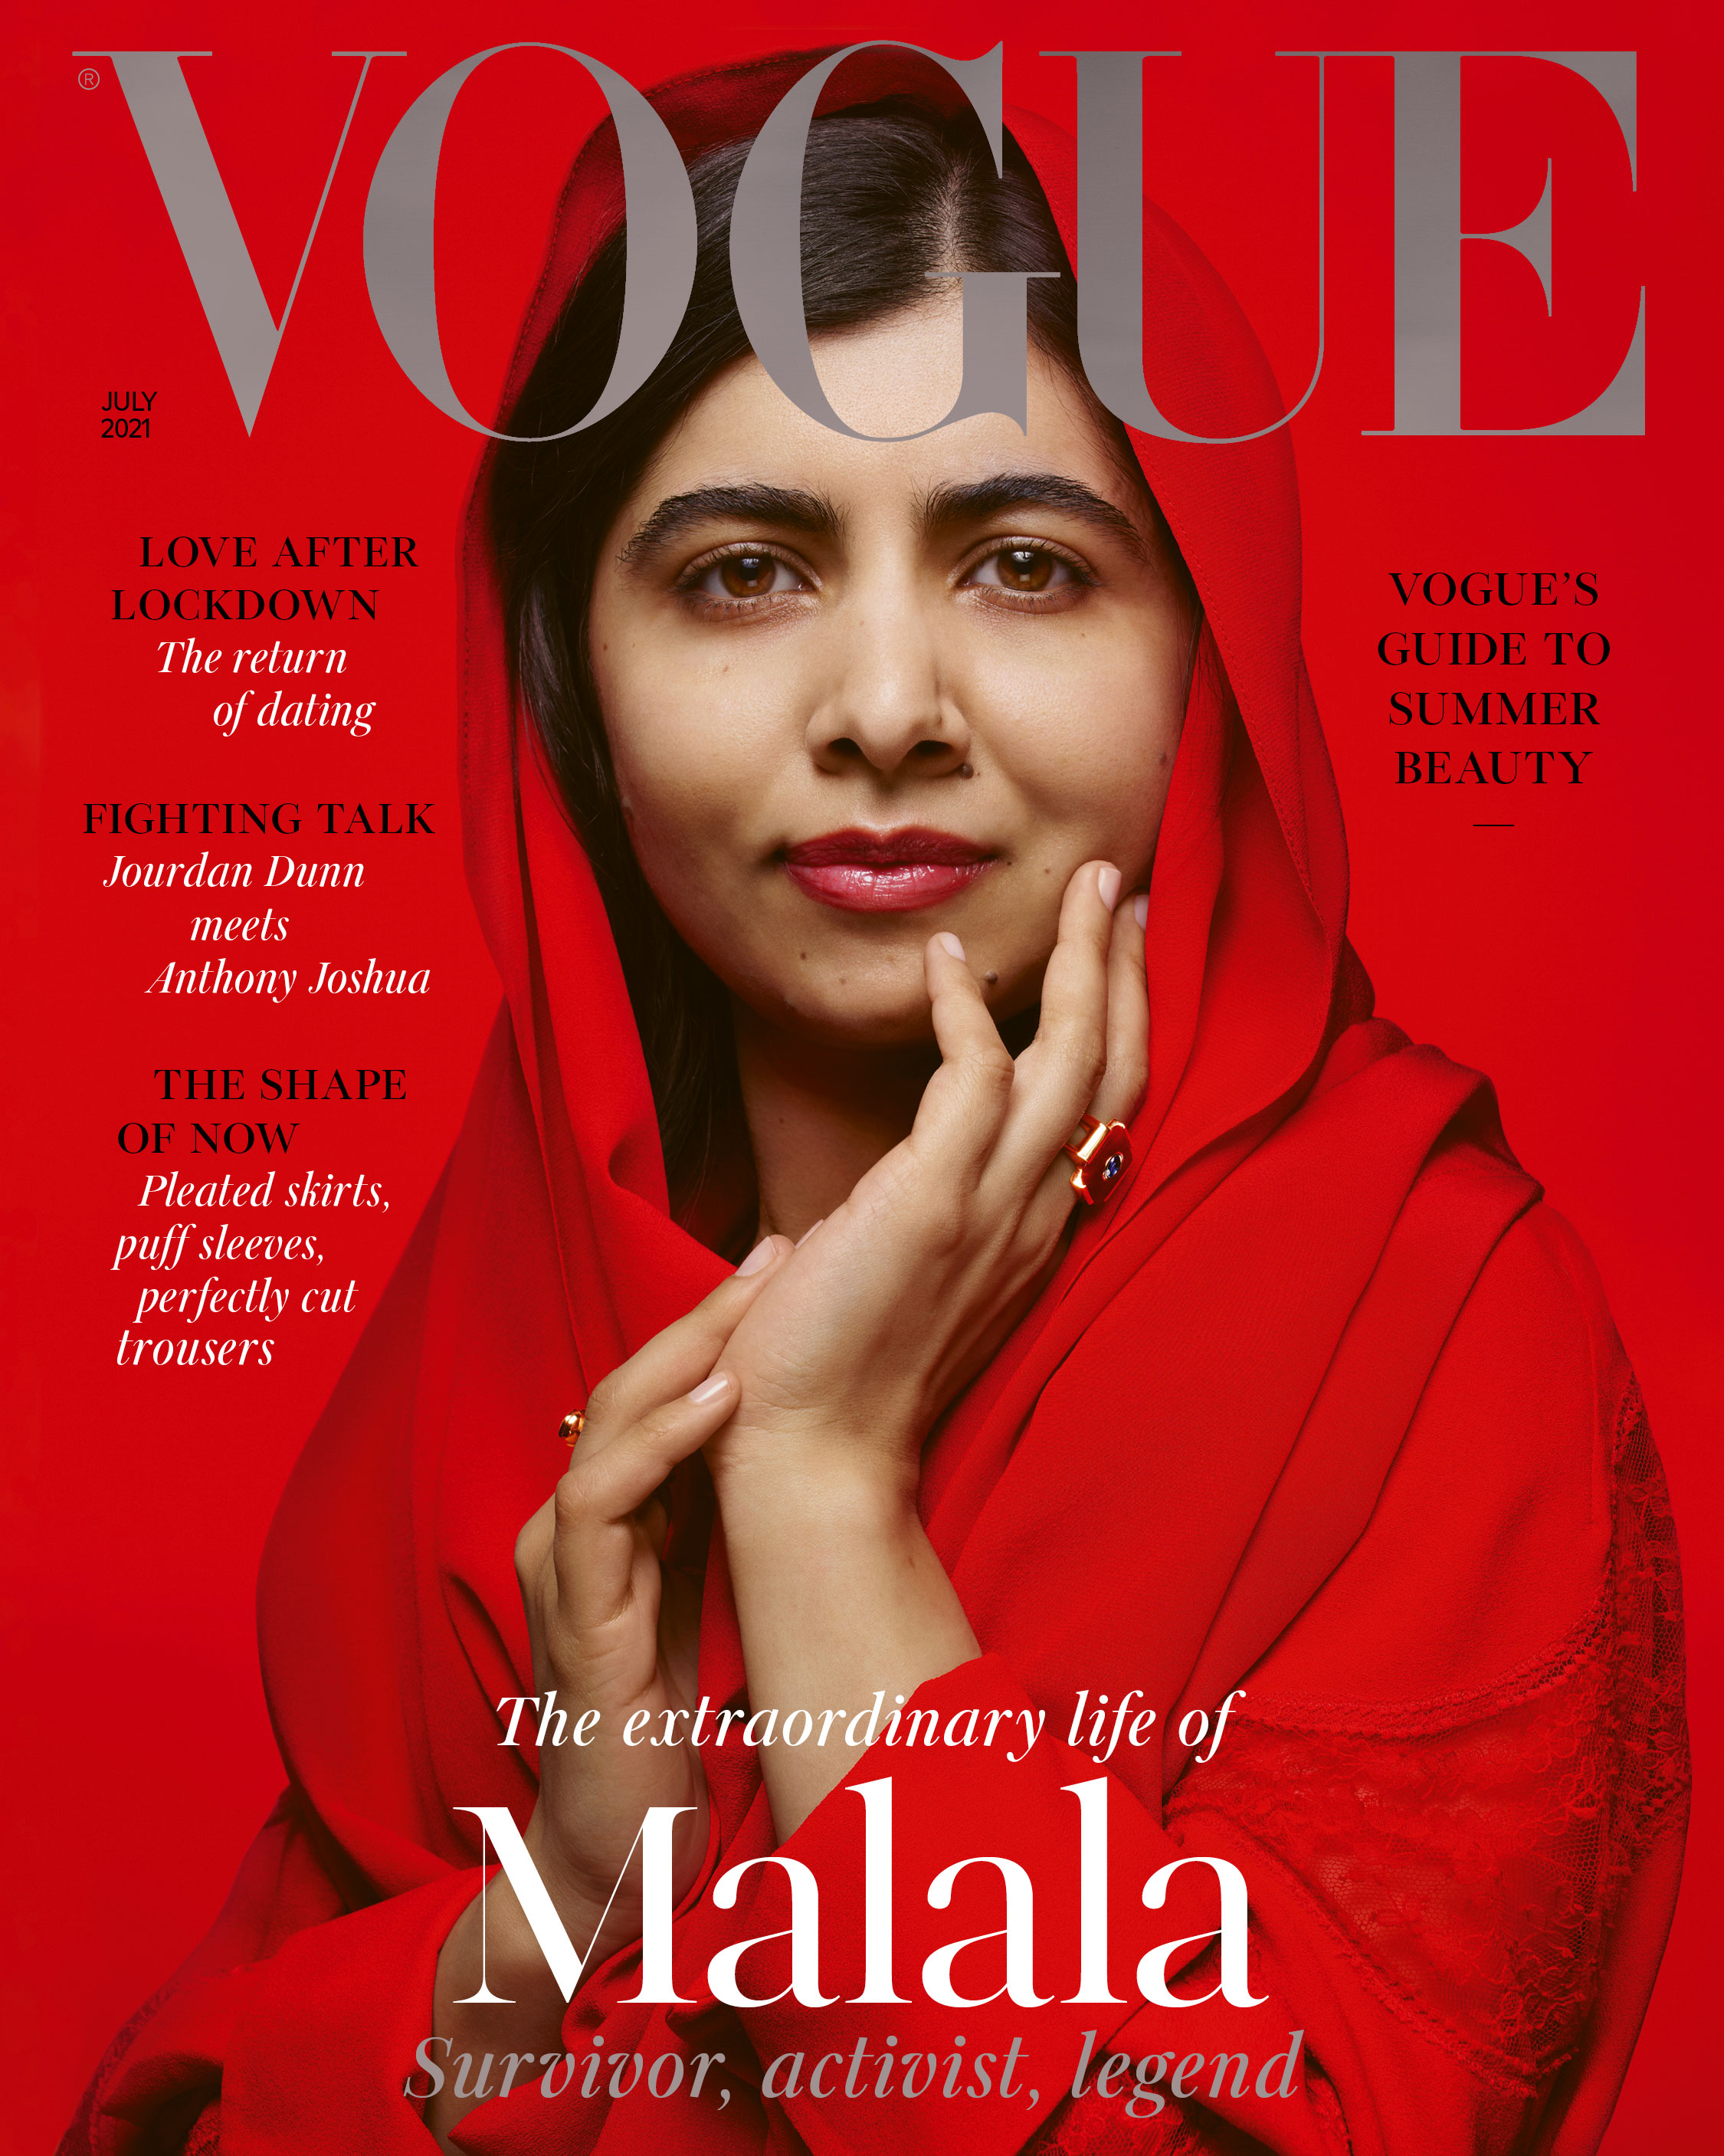 VOGUE
®
JULY
2021
LOVE AFTER
LOCKDOWN
The return
of dating
FIGHTING TALK
Jourdan Dunn
meets
Anthony Joshua
THE SHAPE
OF NOW
Pleated skirts,
puff sleeves,
perfectly cut
trousers
VOGUE’S
GUIDE TO
SUMMER
BEAUTY
The extraordinary life of
Malala
Survivor, activist, legend